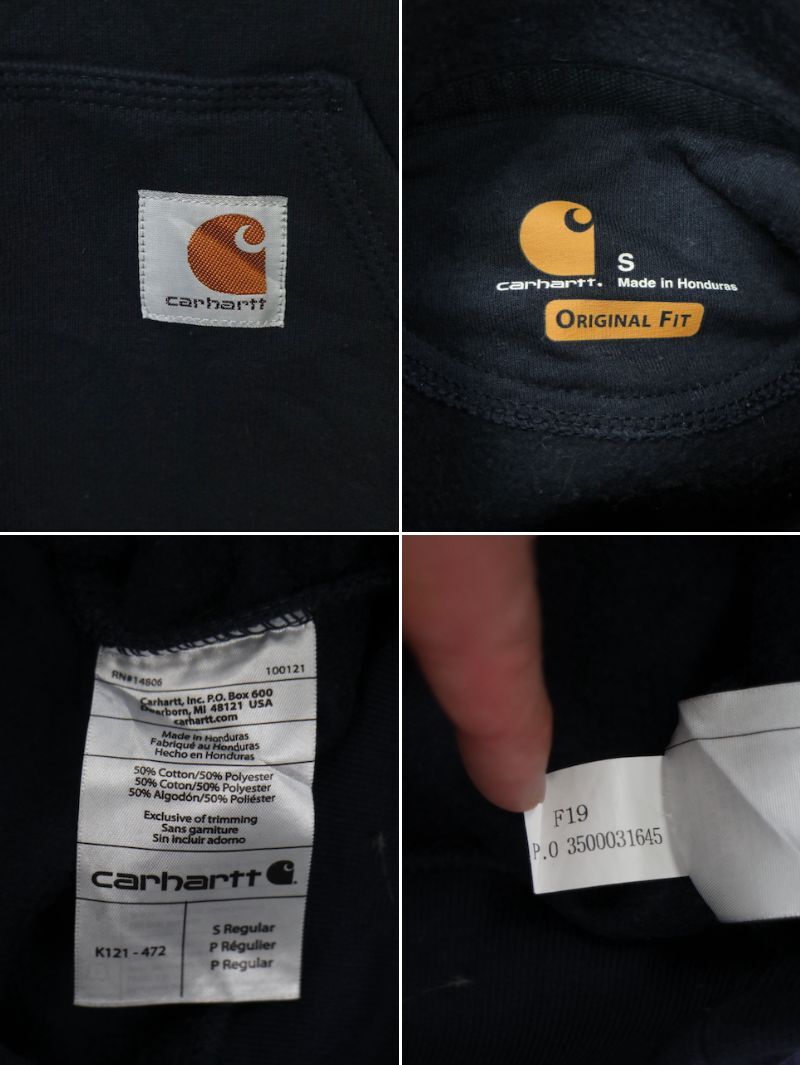 carhartt
S
carhartt. Made in Honduras
ORIGINAL FIT
RN#14806 100121
Carhartt, Inc. P.O. Box 600
Dearborn, MI 48121 USA
carhartt.com
Made in Honduras
Fabriqué au Honduras
Hecho en Honduras
50% Cotton/50% Polyester
50% Coton/50% Polyester
50% Algodón/50% Poliéster
Exclusive of trimming
Sans garniture
Sin incluir adorno
carhartt
K121 - 472
S Regular
P Régulier
P Regular
F19
P.O 3500031645